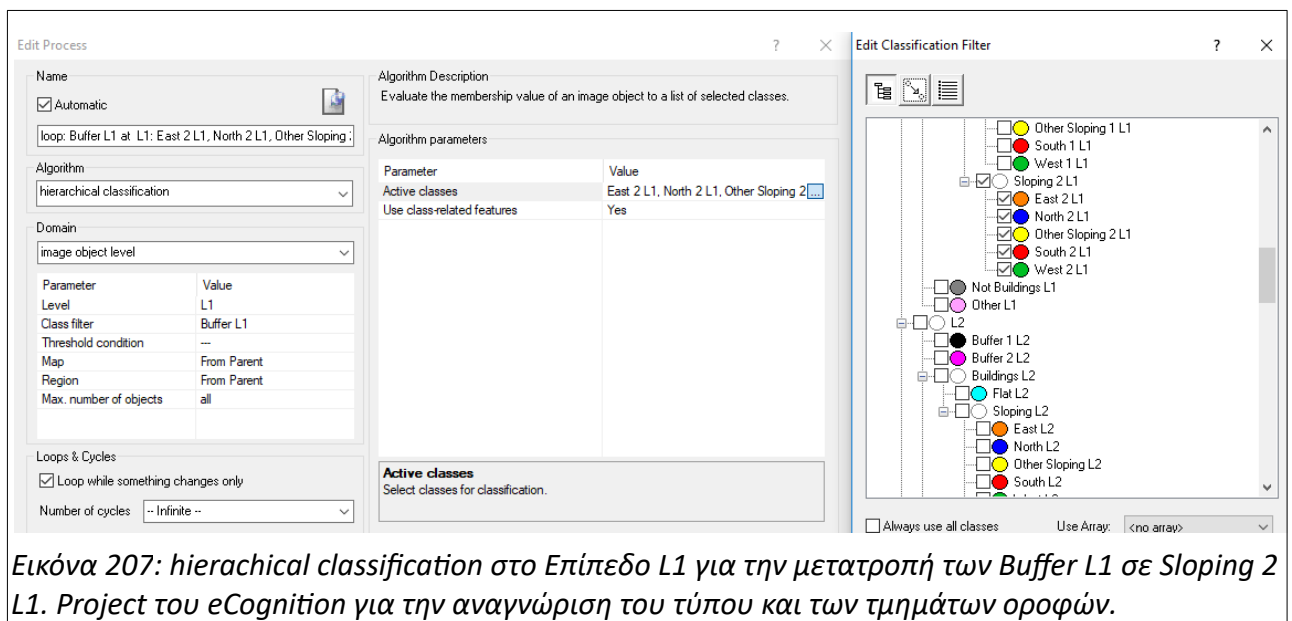 Edit Process ? ×
Name
Automatic
loop: Buffer L1 at L1: East 2 L1, North 2 L1, Other Sloping
Algorithm
hierarchical classification
Domain
image object level
Parameter Value
Level L1
Class filter Buffer L1
Threshold condition ---
Map From Parent
Region From Parent
Max. number of objects all
Loops & Cycles
Loop while something changes only
Number of cycles -- Infinite --
Algorithm Description
Evaluate the membership value of an image object to a list of selected classes.
Algorithm parameters
Parameter Value
Active classes East 2 L1, North 2 L1, Other Sloping 2 ...
Use class-related features Yes
Active classes
Select classes for classification.
Edit Classification Filter ? ×
Other Sloping 1 L1
South 1 L1
West 1 L1
Sloping 2 L1
East 2 L1
North 2 L1
Other Sloping 2 L1
South 2 L1
West 2 L1
Not Buildings L1
Other L1
L2
Buffer 1 L2
Buffer 2 L2
Buildings L2
Flat L2
Sloping L2
East L2
North L2
Other Sloping L2
South L2
Always use all classes Use Array: <no array>
Εικόνα 207: hierachical classification στο Επίπεδο L1 για την μετατροπή των Buffer L1 σε Sloping 2
L1. Project του eCognition για την αναγνώριση του τύπου και των τμημάτων οροφών.